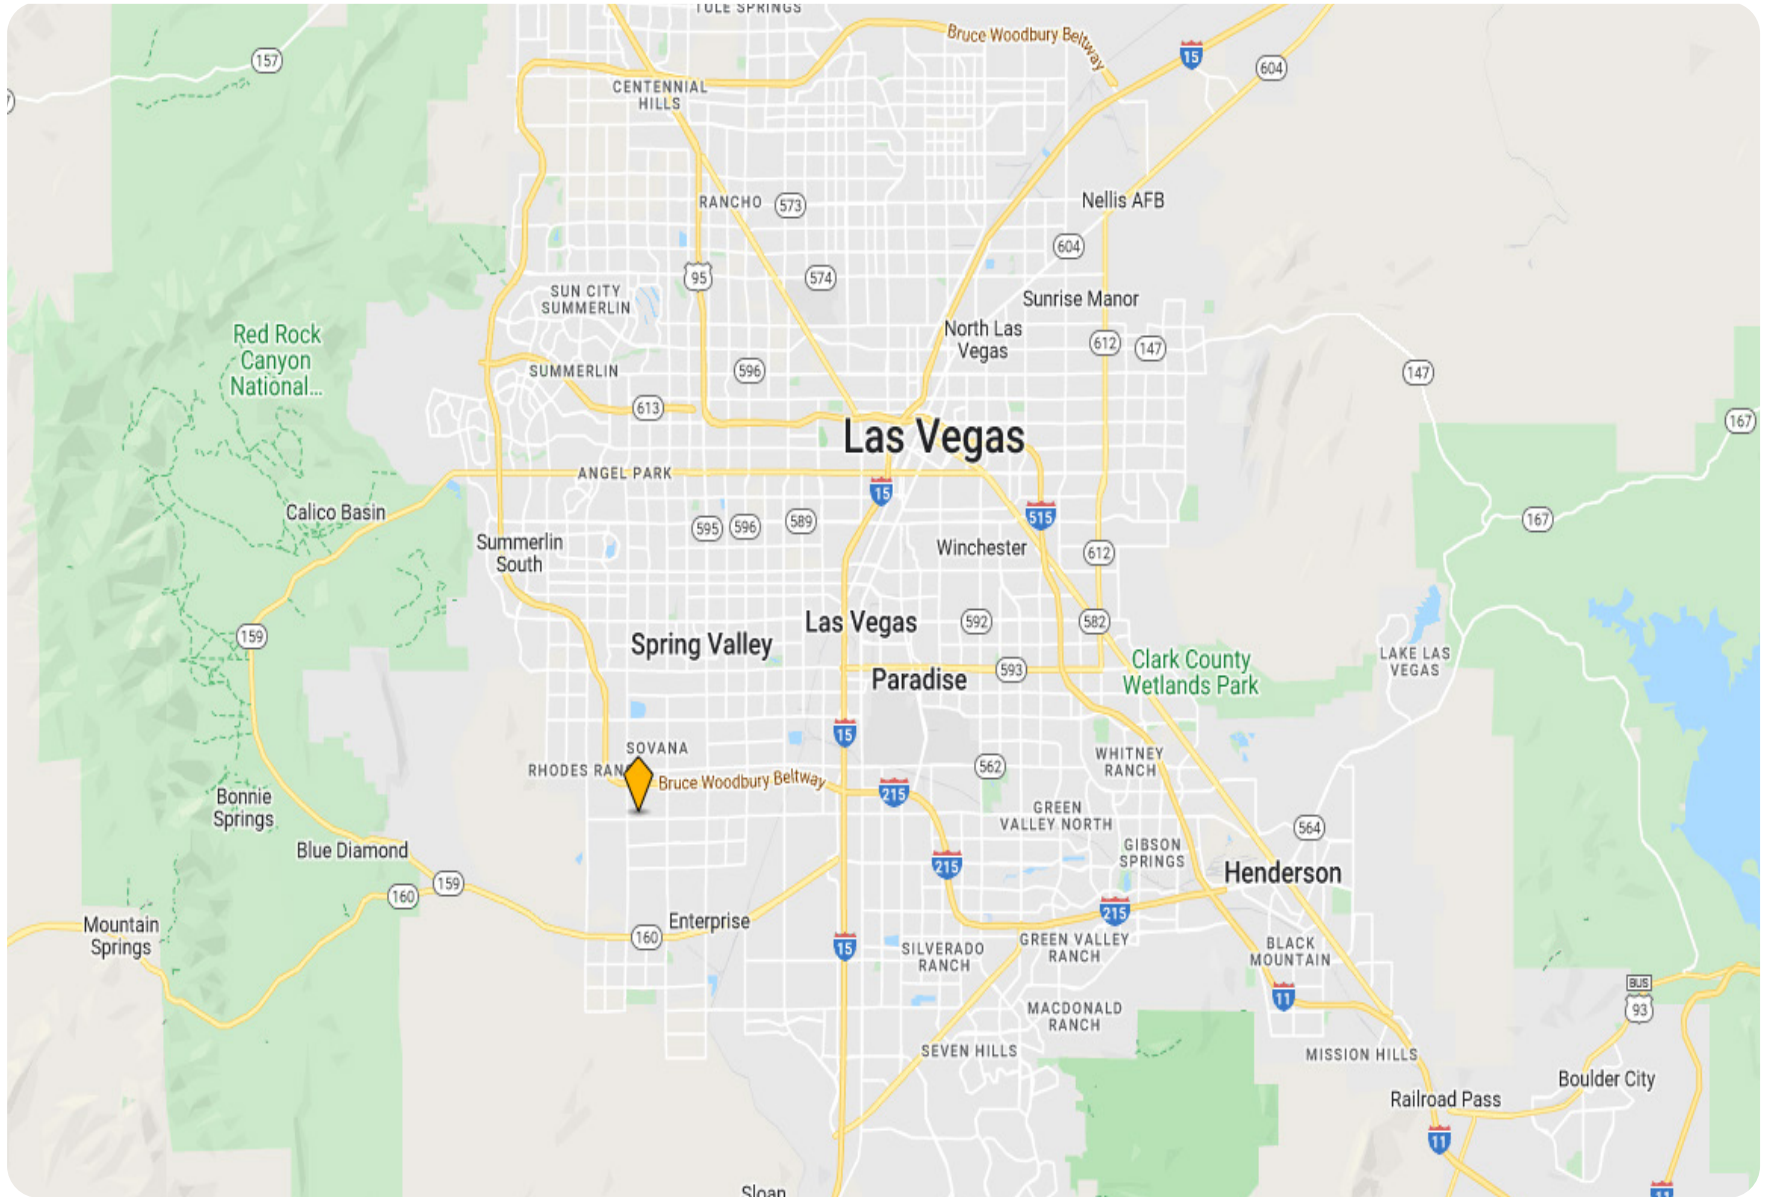 TULE SPRINGS
Bruce Woodbury Beltway
15
157
604
CENTENNIAL
HILLS
Nellis AFB
RANCHO
573
604
95
574
SUN CITY
SUMMERLIN
Sunrise Manor
Red Rock
Canyon
National...
North Las
Vegas
612
147
SUMMERLIN
596
147
613
167
Las Vegas
ANGEL PARK
15
Calico Basin
515
167
595
596
589
Summerlin
South
Winchester
612
Las Vegas
592
582
159
Spring Valley
Clark County
Wetlands Park
LAKE LAS
VEGAS
593
Paradise
15
SOVANA
WHITNEY
RANCH
RHODES RAN
562
Bruce Woodbury Beltway
215
Bonnie
Springs
GREEN
VALLEY NORTH
564
Blue Diamond
GIBSON
SPRINGS
215
Henderson
159
160
215
Mountain
Springs
Enterprise
160
15
SILVERADO
RANCH
GREEN VALLEY
RANCH
BLACK
MOUNTAIN
BUS
93
11
MACDONALD
RANCH
SEVEN HILLS
MISSION HILLS
Boulder City
Railroad Pass
11
Sloan
11